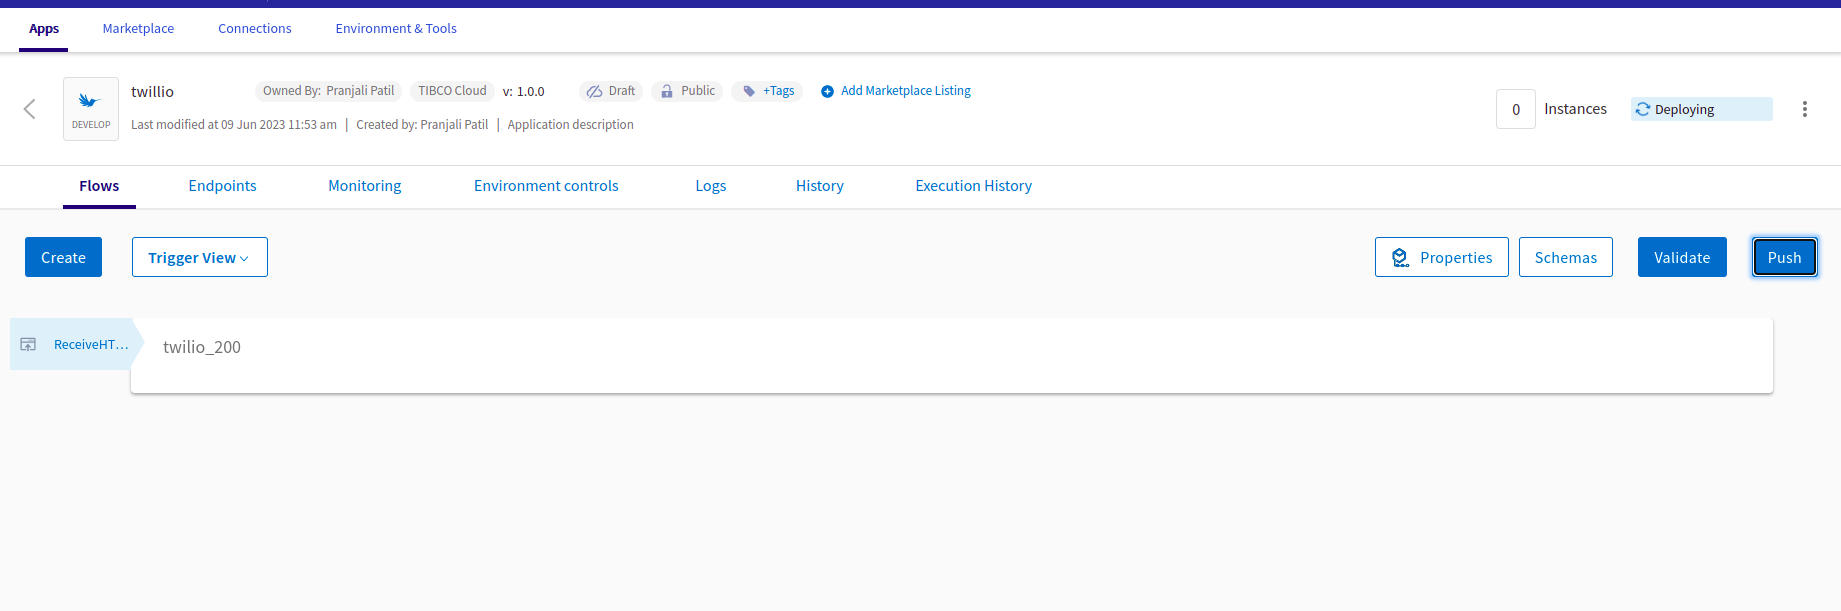 Apps Marketplace Connections Environment & Tools
twillio Owned By: Pranjali Patil TIBCO Cloud v: 1.0.0 Draft Public +Tags Add Marketplace Listing
DEVELOP
Last modified at 09 Jun 2023 11:53 am | Created by: Pranjali Patil | Application description
0 Instances Deploying
Flows Endpoints Monitoring Environment controls Logs History Execution History
Create Trigger View Properties Schemas Validate Push
ReceiveHT... twilio_200